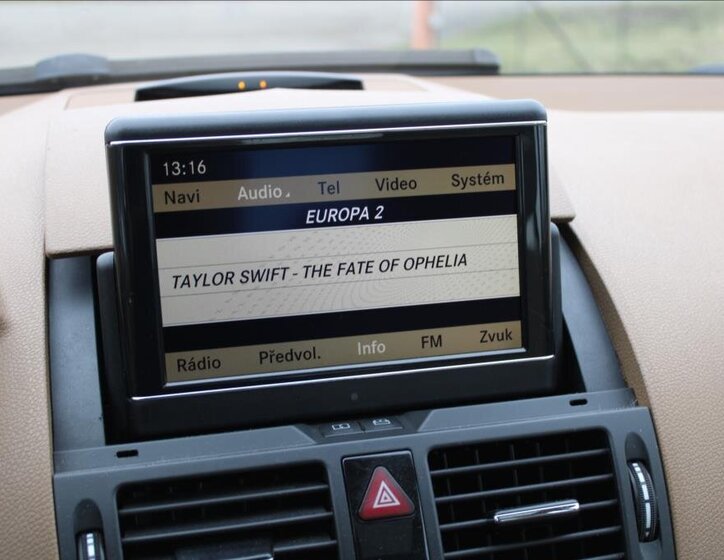 13:16
Navi Audio Tel Video Systém
EUROPA 2
TAYLOR SWIFT - THE FATE OF OPHELIA
Rádio Předvol. Info FM Zvuk